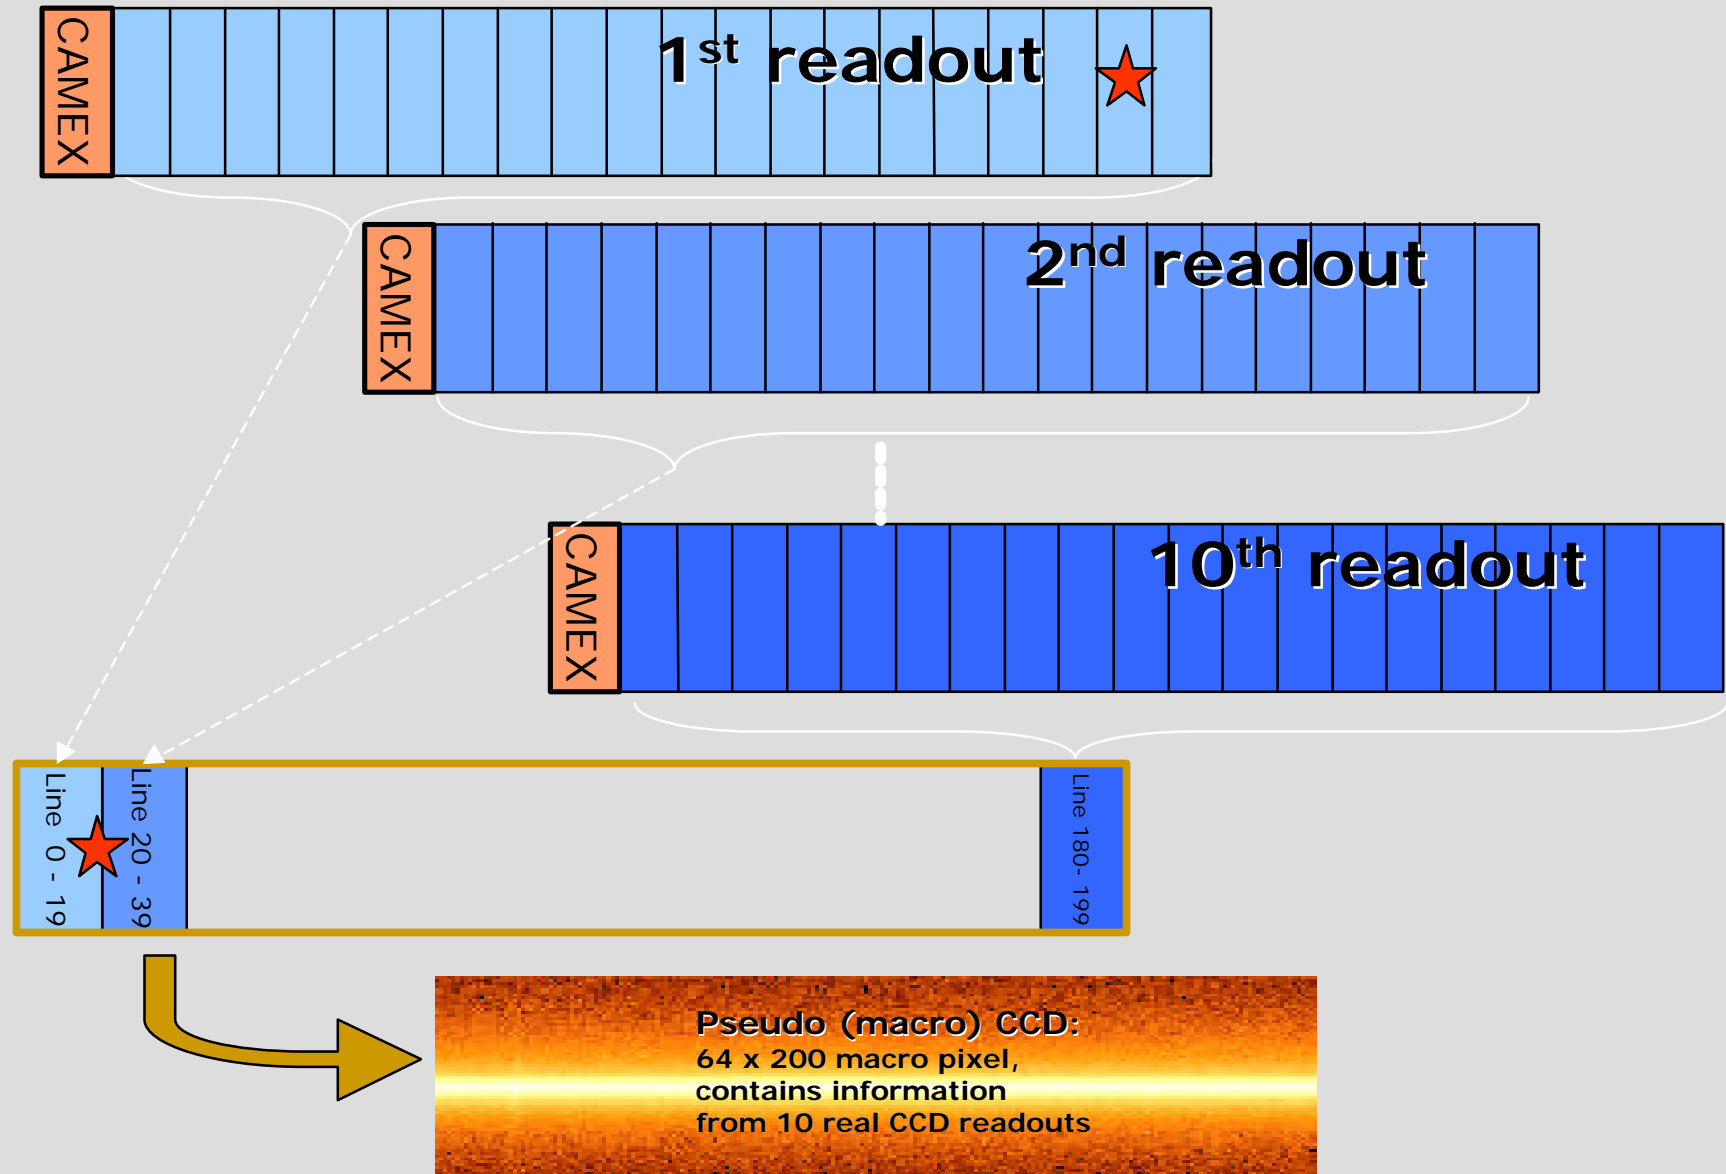 CAMEX
1st readout
CAMEX
2nd readout
CAMEX
10th readout
Line 0 - 19
Line 20 - 39
Line 180- 199
Pseudo (macro) CCD:
64 x 200 macro pixel,
contains information
from 10 real CCD readouts